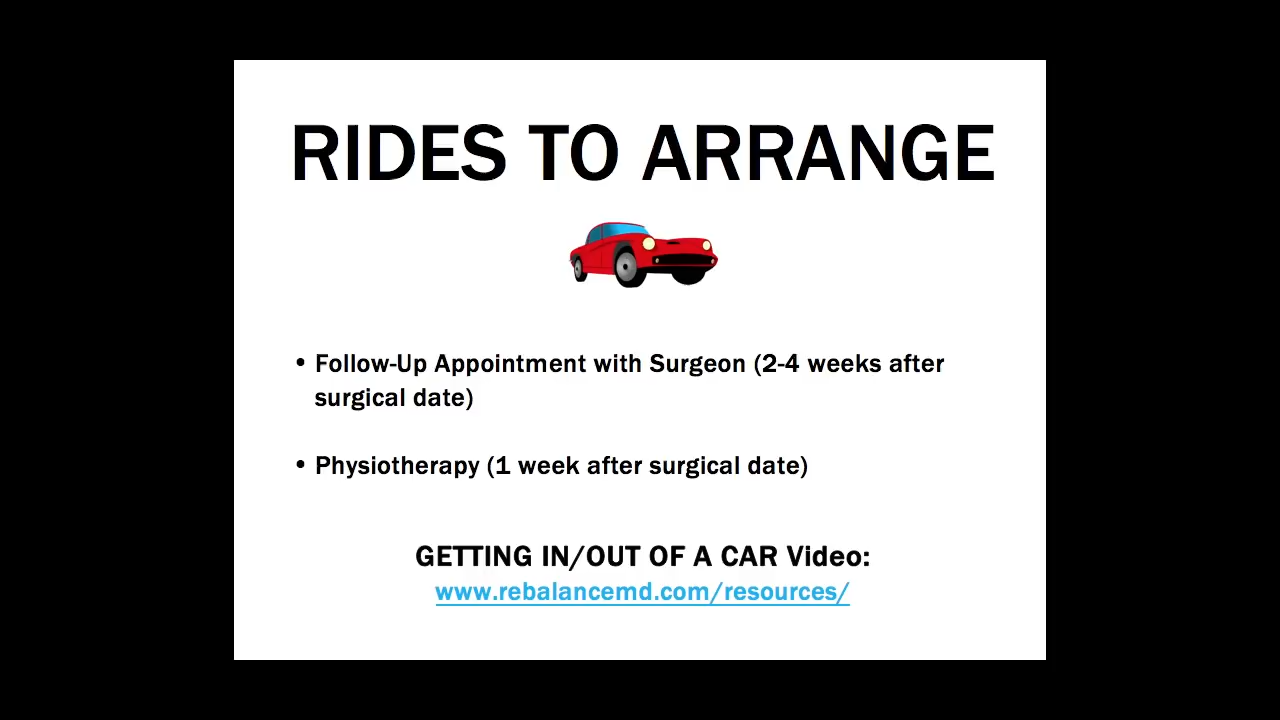 RIDES TO ARRANGE
• Follow-Up Appointment with Surgeon (2-4 weeks after
surgical date)
• Physiotherapy (1 week after surgical date)
GETTING IN/OUT OF A CAR Video:
www.rebalancemd.com/resources/